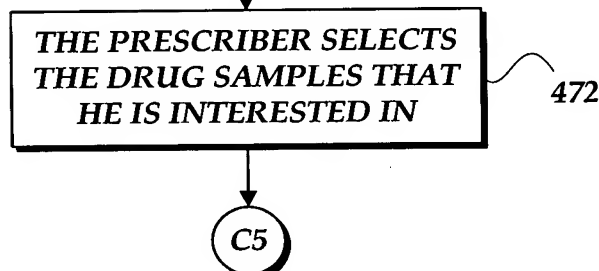 THE PRESCRIBER SELECTS
THE DRUG SAMPLES THAT
HE IS INTERESTED IN
472
C5